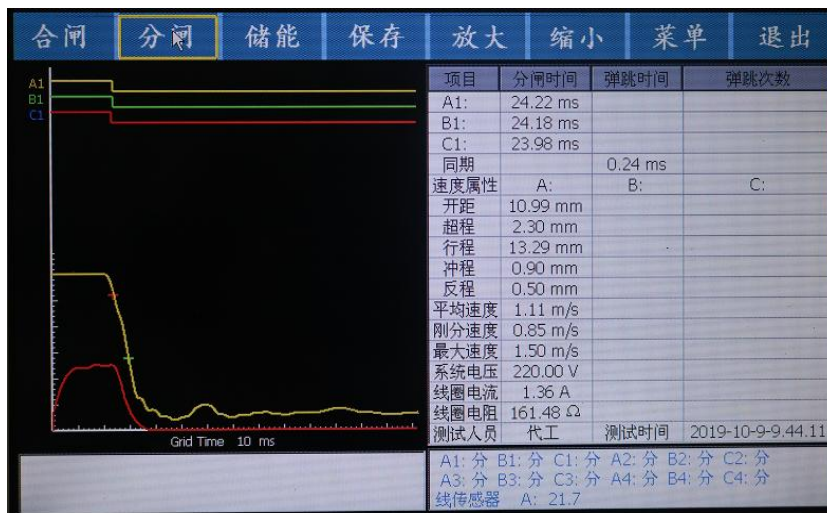 合闸 分闸 储能 保存 放大 缩小 菜单 退出
A1
B1
C1
Grid Time 10 ms
项目 分闸时间 弹跳时间 弹跳次数
A1: 24.22 ms
B1: 24.18 ms
C1: 23.98 ms
同期 0.24 ms
速度属性 A: B: C:
开距 10.99 mm
超程 2.30 mm
行程 13.29 mm
冲程 0.90 mm
反程 0.50 mm
平均速度 1.11 m/s
刚分速度 0.85 m/s
最大速度 1.50 m/s
系统电压 220.00 V
线圈电流 1.36 A
线圈电阻 161.48 Ω
测试人员 代工 测试时间 2019-10-9-9.44.11
A1: 分 B1: 分 C1: 分 A2: 分 B2: 分 C2: 分
A3: 分 B3: 分 C3: 分 A4: 分 B4: 分 C4: 分
线传感器 A: 21.7